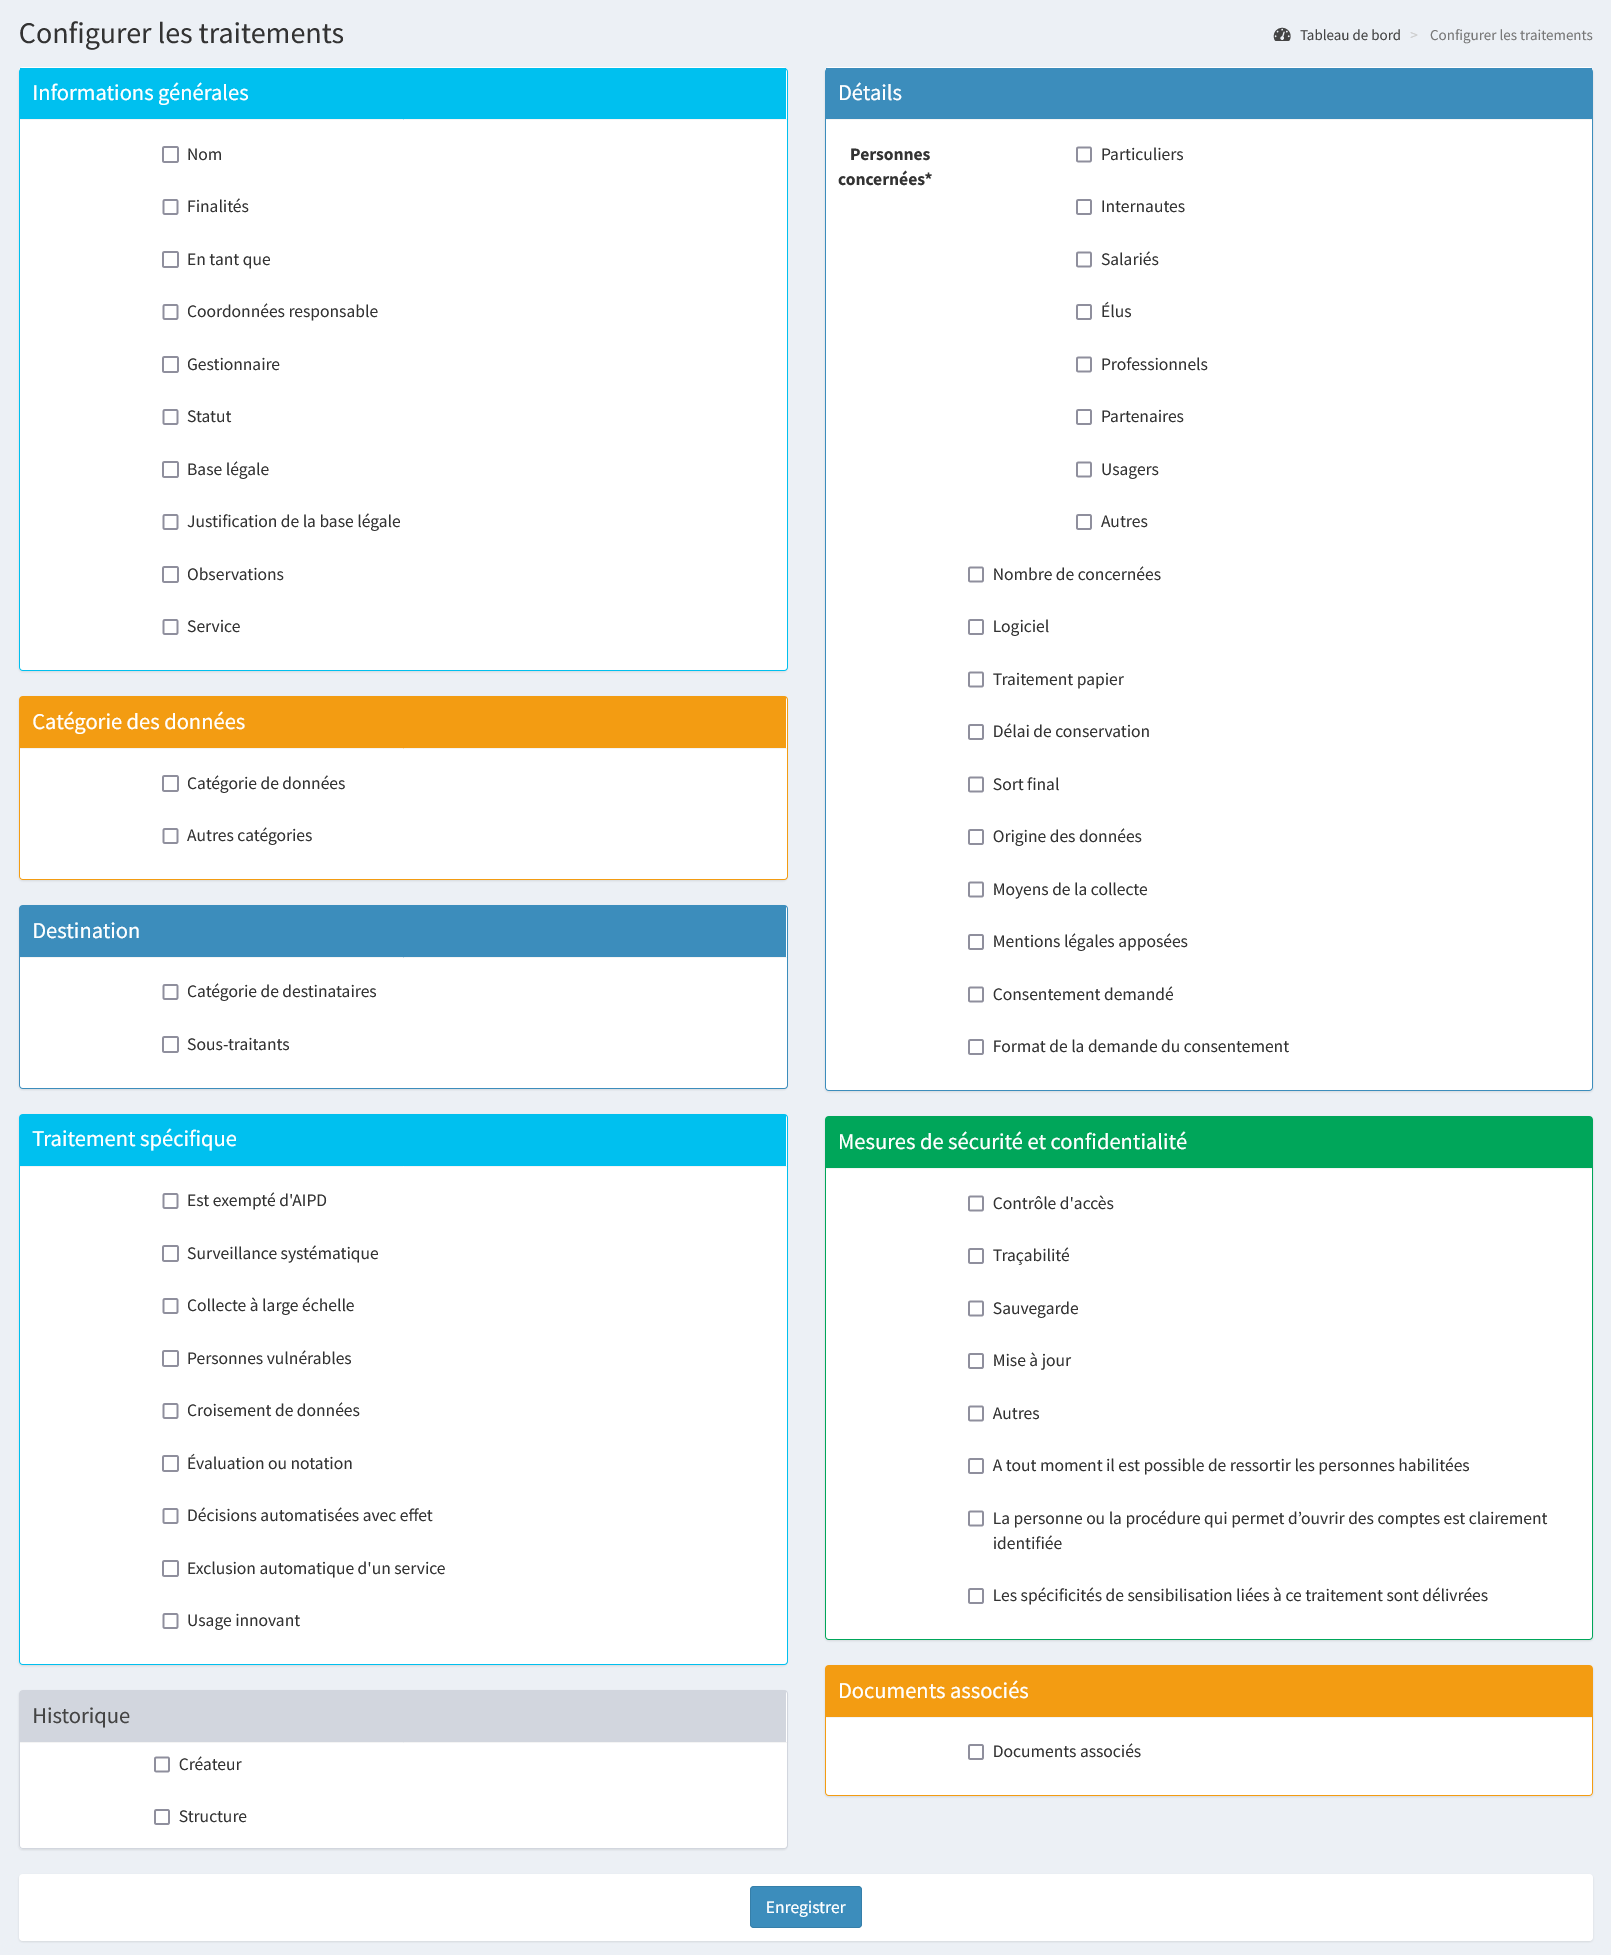 Configurer les traitements
Tableau de bord > Configurer les traitements
Informations générales
Nom
Finalités
En tant que
Coordonnées responsable
Gestionnaire
Statut
Base légale
Justification de la base légale
Observations
Service
Catégorie des données
Catégorie de données
Autres catégories
Destination
Catégorie de destinataires
Sous-traitants
Traitement spécifique
Est exempté d'AIPD
Surveillance systématique
Collecte à large échelle
Personnes vulnérables
Croisement de données
Évaluation ou notation
Décisions automatisées avec effet
Exclusion automatique d'un service
Usage innovant
Historique
Créateur
Structure
Détails
Personnes
concernées*
Particuliers
Internautes
Salariés
Élus
Professionnels
Partenaires
Usagers
Autres
Nombre de concernées
Logiciel
Traitement papier
Délai de conservation
Sort final
Origine des données
Moyens de la collecte
Mentions légales apposées
Consentement demandé
Format de la demande du consentement
Mesures de sécurité et confidentialité
Contrôle d'accès
Traçabilité
Sauvegarde
Mise à jour
Autres
A tout moment il est possible de ressortir les personnes habilitées
La personne ou la procédure qui permet d’ouvrir des comptes est clairement
identifiée
Les spécificités de sensibilisation liées à ce traitement sont délivrées
Documents associés
Documents associés
Enregistrer